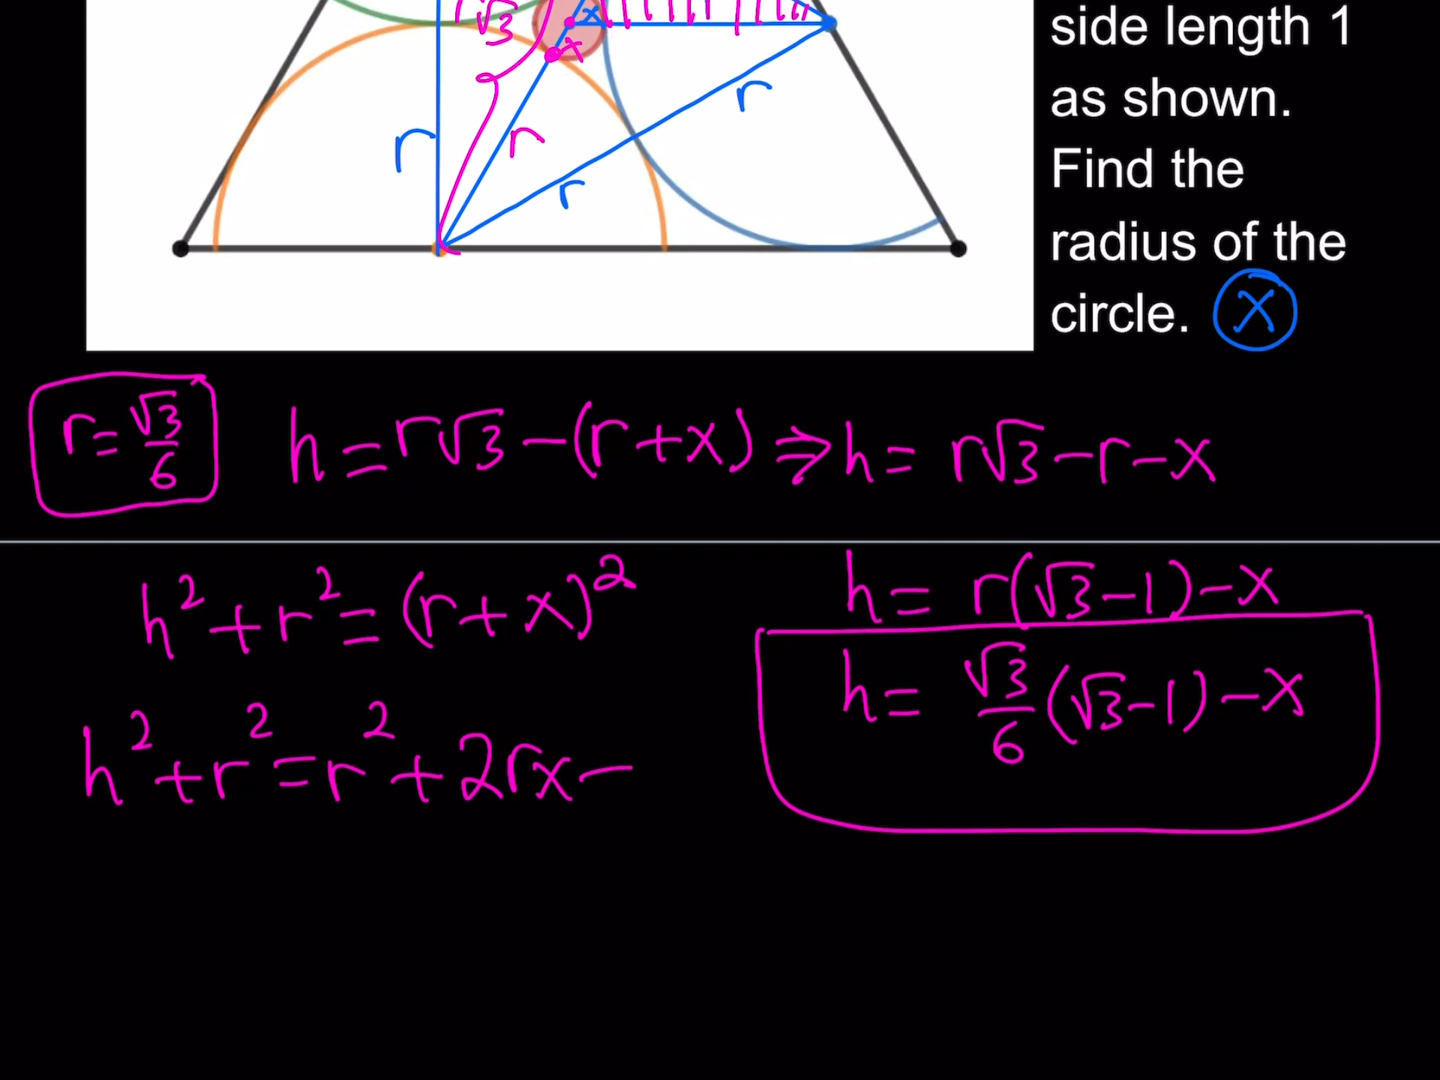 side length 1
as shown.
Find the
radius of the
circle. x
r√3
x
x
r
r
r
r
r=√3/6
h=r√3-(r+x)⇒h=r√3-r-x
h²+r²=(r+x)²
h=r(√3-1)-x
h=√3/6(√3-1)-x
h²+r²=r²+2rx-